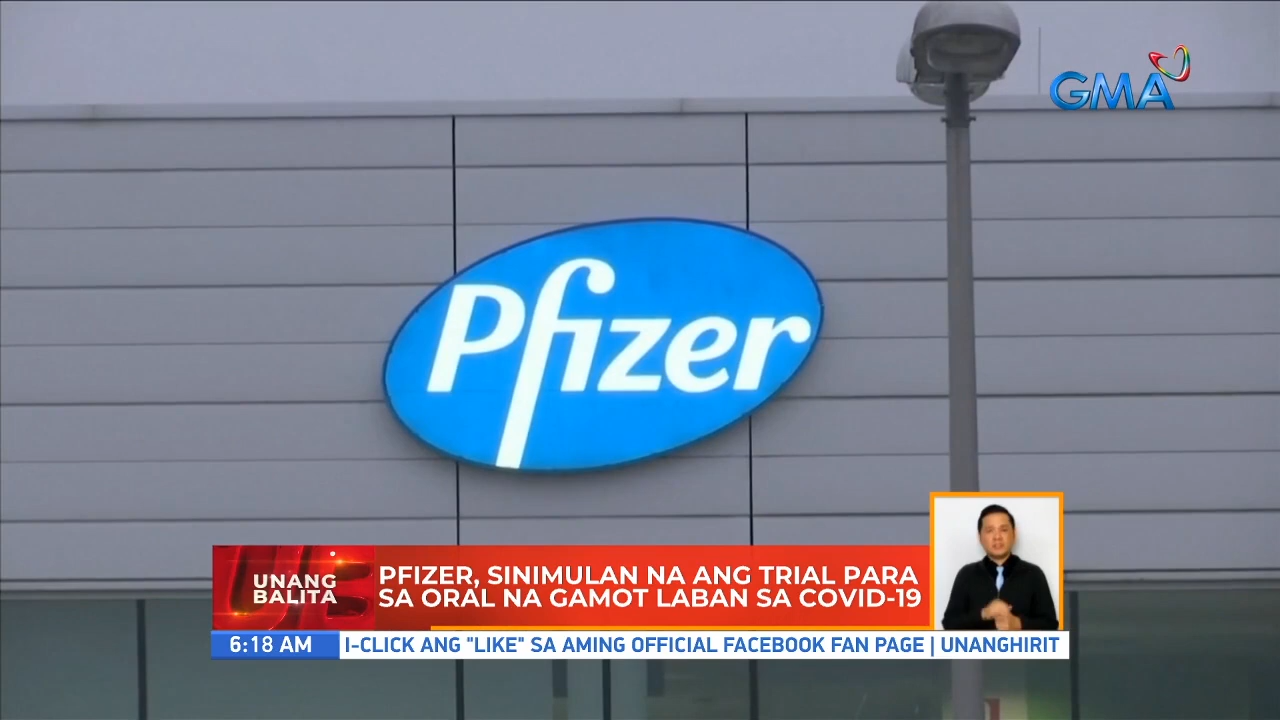 GMA
Pfizer
UNANG
BALITA
PFIZER, SINIMULAN NA ANG TRIAL PARA
SA ORAL NA GAMOT LABAN SA COVID-19
6:18 AM
I-CLICK ANG "LIKE" SA AMING OFFICIAL FACEBOOK FAN PAGE | UNANGHIRIT